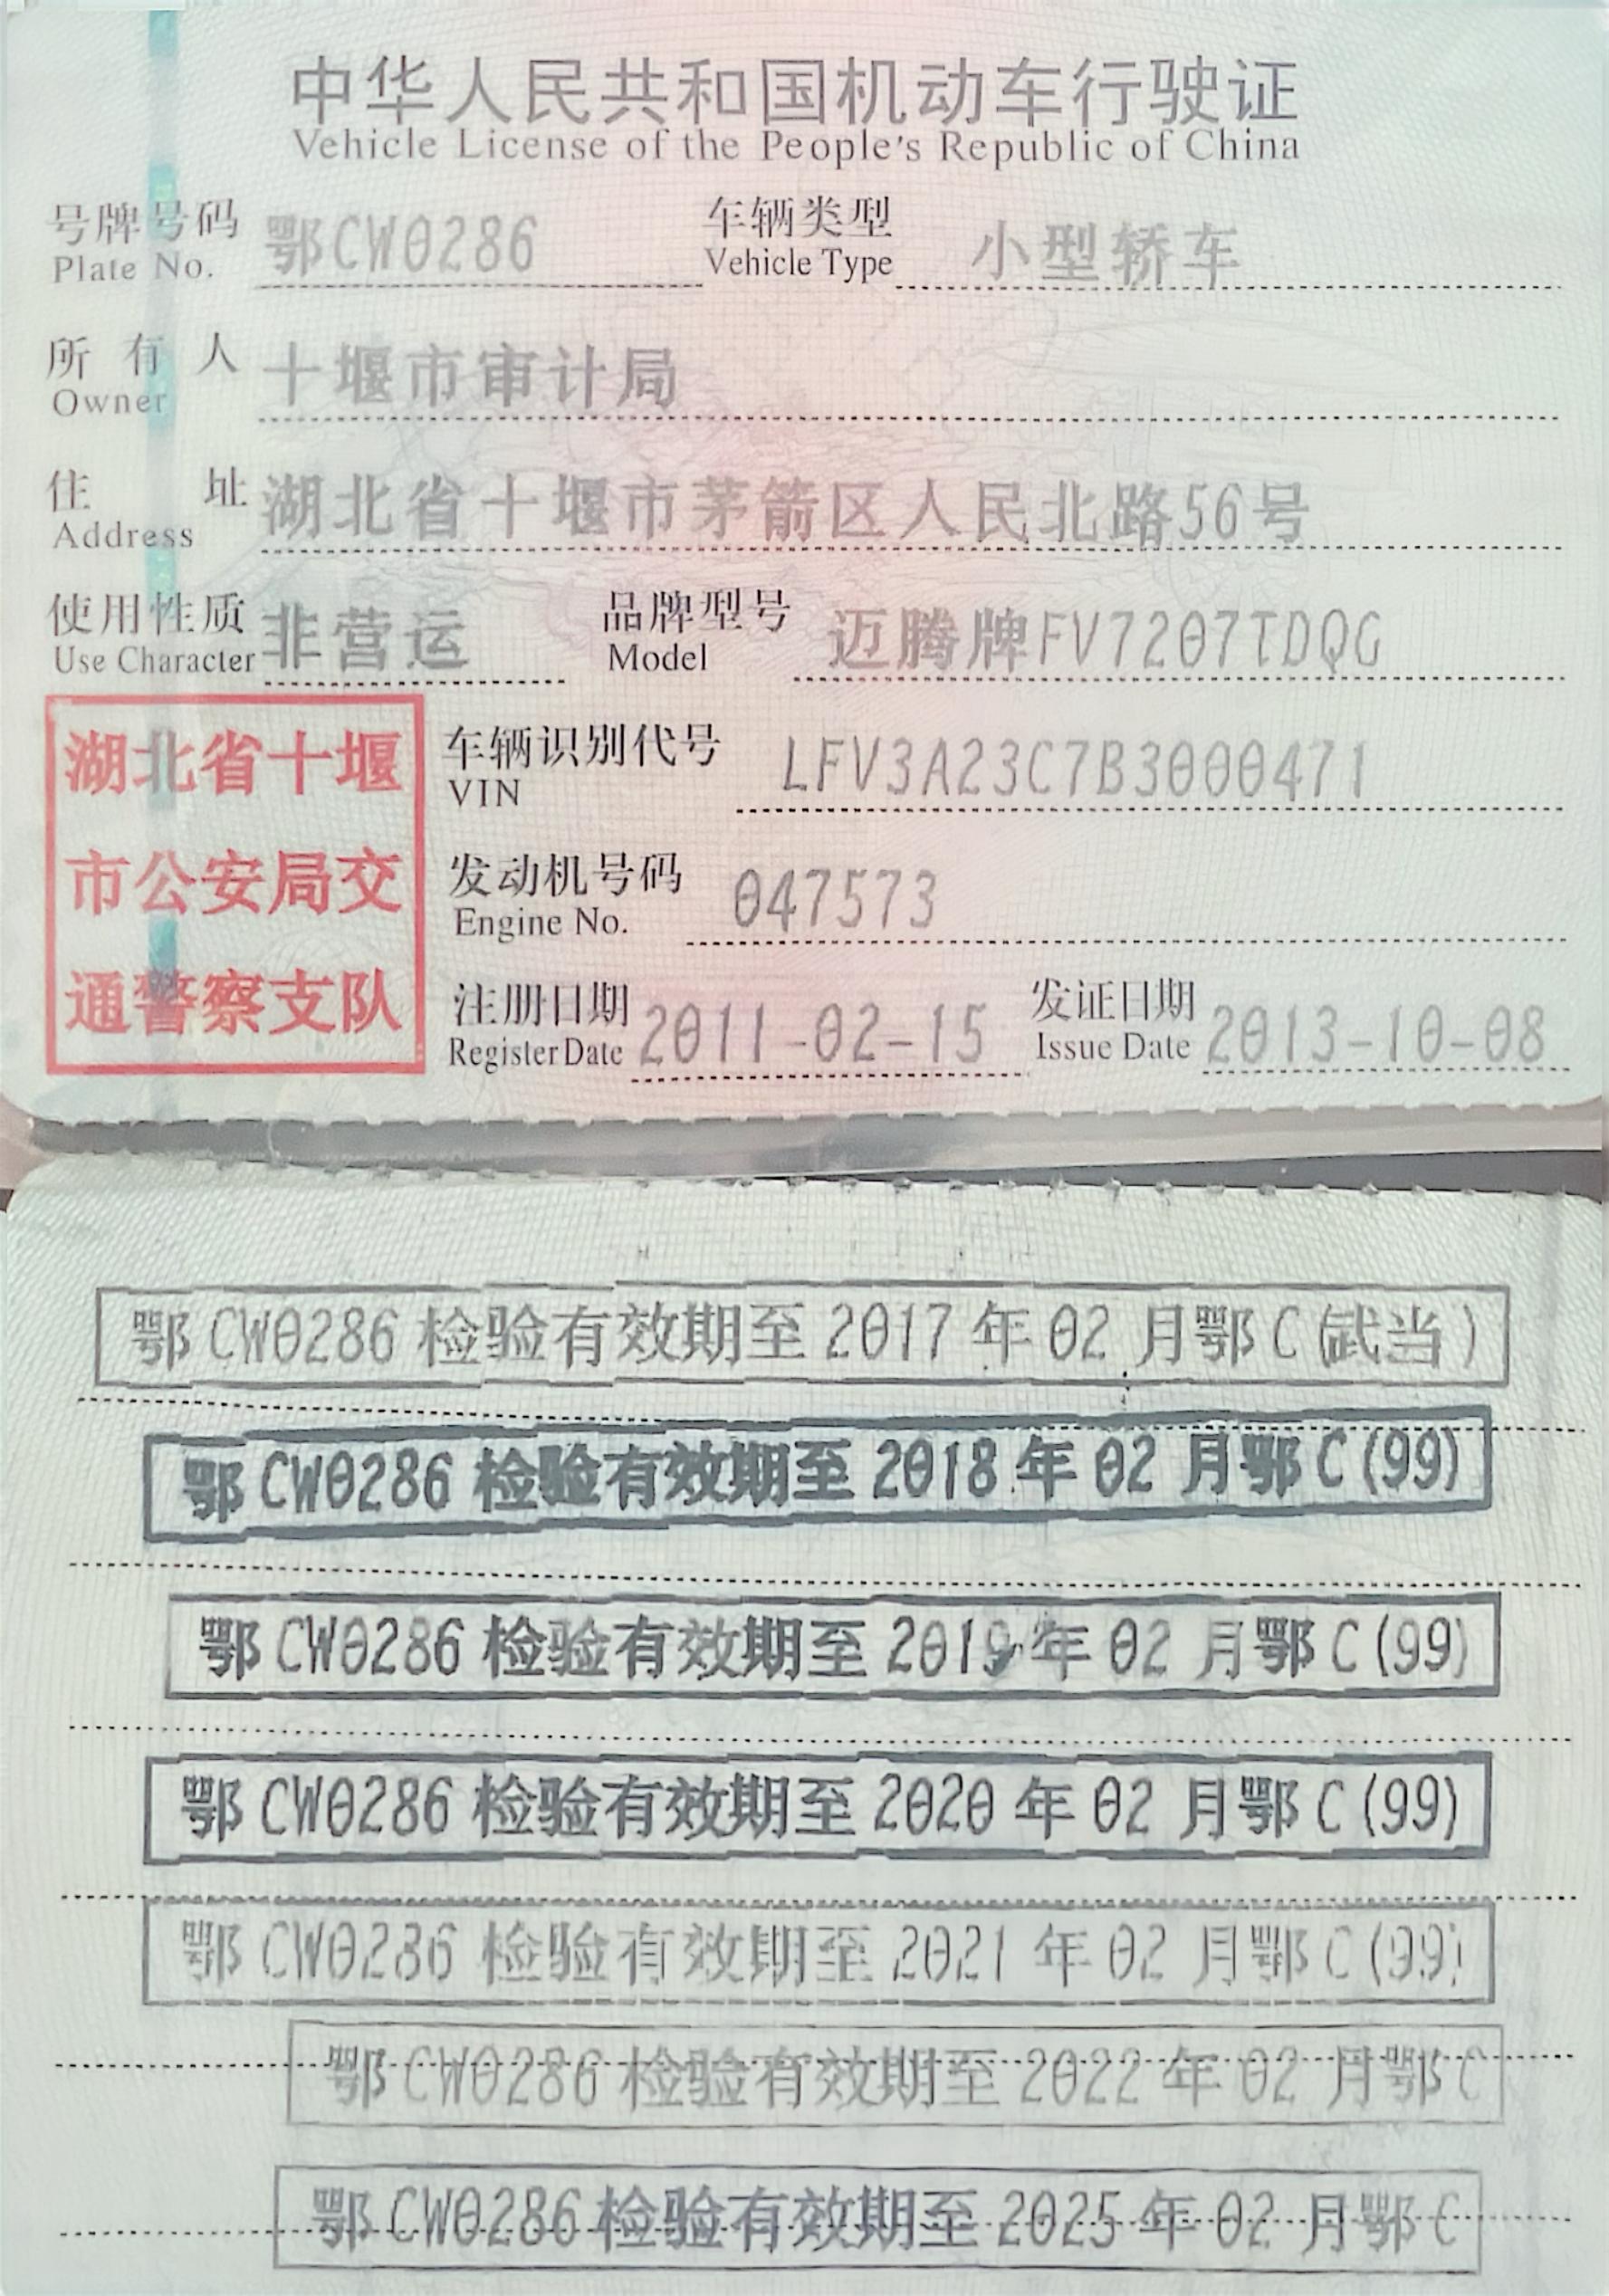 中华人民共和国机动车行驶证
Vehicle License of the People's Republic of China
号牌号码 鄂CW0286 车辆类型 小型轿车
Plate No. Vehicle Type
所有人 十堰市审计局
Owner
住址 湖北省十堰市茅箭区人民北路56号
Address
使用性质 非营运 品牌型号 迈腾牌FV7207TDQG
Use Character Model
湖北省十堰
市公安局交
通警察支队
车辆识别代号 LFV3A23C7B3000471
VIN
发动机号码 047573
Engine No.
注册日期 2011-02-15 发证日期 2013-10-08
Register Date Issue Date
鄂CW0286 检验有效期至 2017 年 02 月鄂C(武当)
鄂CW0286 检验有效期至 2018 年 02 月鄂C(99)
鄂CW0286 检验有效期至 2019 年 02 月鄂C(99)
鄂CW0286 检验有效期至 2020 年 02 月鄂C(99)
鄂CW0286 检验有效期至 2021 年 02 月鄂C(99)
鄂CW0286 检验有效期至 2022 年 02 月鄂C
鄂CW0286 检验有效期至 2025 年 02 月鄂C